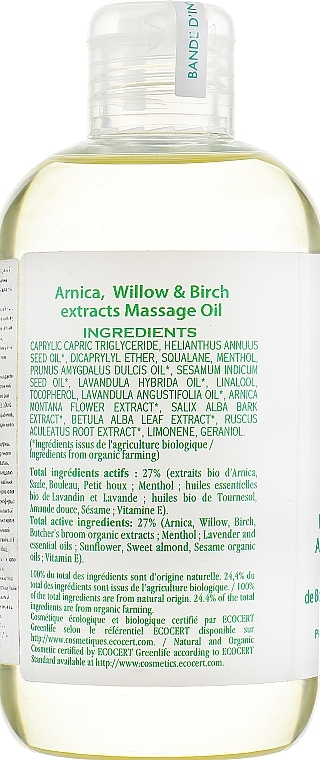 BANDE D'IN
Arnica, Willow & Birch
extracts Massage Oil
INGREDIENTS
CAPRYLIC CAPRIC TRIGLYCERIDE, HELIANTHUS ANNUUS
SEED OIL*, DICAPRYLYL ETHER, SQUALANE, MENTHOL,
PRUNUS AMYGDALUS DULCIS OIL*, SESAMUM INDICUM
SEED OIL*, LAVANDULA HYBRIDA OIL*, LINALOOL,
TOCOPHEROL, LAVANDULA ANGUSTIFOLIA OIL*, ARNICA
MONTANA FLOWER EXTRACT*, SALIX ALBA BARK
EXTRACT*, BETULA ALBA LEAF EXTRACT*, RUSCUS
ACULEATUS ROOT EXTRACT*, LIMONENE, GERANIOL.
(*Ingrédients issus de l'agriculture biologique /
Ingredients from organic farming)
Total ingrédients actifs : 27% (extraits bio d'Arnica,
Saule, Bouleau, Petit houx ; Menthol ; huiles essentielles
bio de Lavandin et Lavande ; huiles bio de Tournesol,
Amande douce, Sésame ; Vitamine E).
Total active ingredients: 27% (Arnica, Willow, Birch,
Butcher's broom organic extracts ; Menthol ; Lavender and
essential oils ; Sunflower, Sweet almond, Sesame organic
oils ; Vitamin E).
100% du total des ingrédients sont d'origine naturelle. 24,4% du
total des ingrédients sont issus de l'agriculture biologique. / 100%
of the total ingredients are from natural origin. 24.4% of the total
ingredients are from organic farming.
Cosmétique écologique et biologique certifié par ECOCERT
Greenlife selon le référentiel ECOCERT disponible sur
http://www.cosmetiques.ecocert.com. / Natural and Organic
Cosmetic certified by ECOCERT Greenlife according to ECOCERT
Standard available at http://www.cosmetics.ecocert.com
A
de B
P